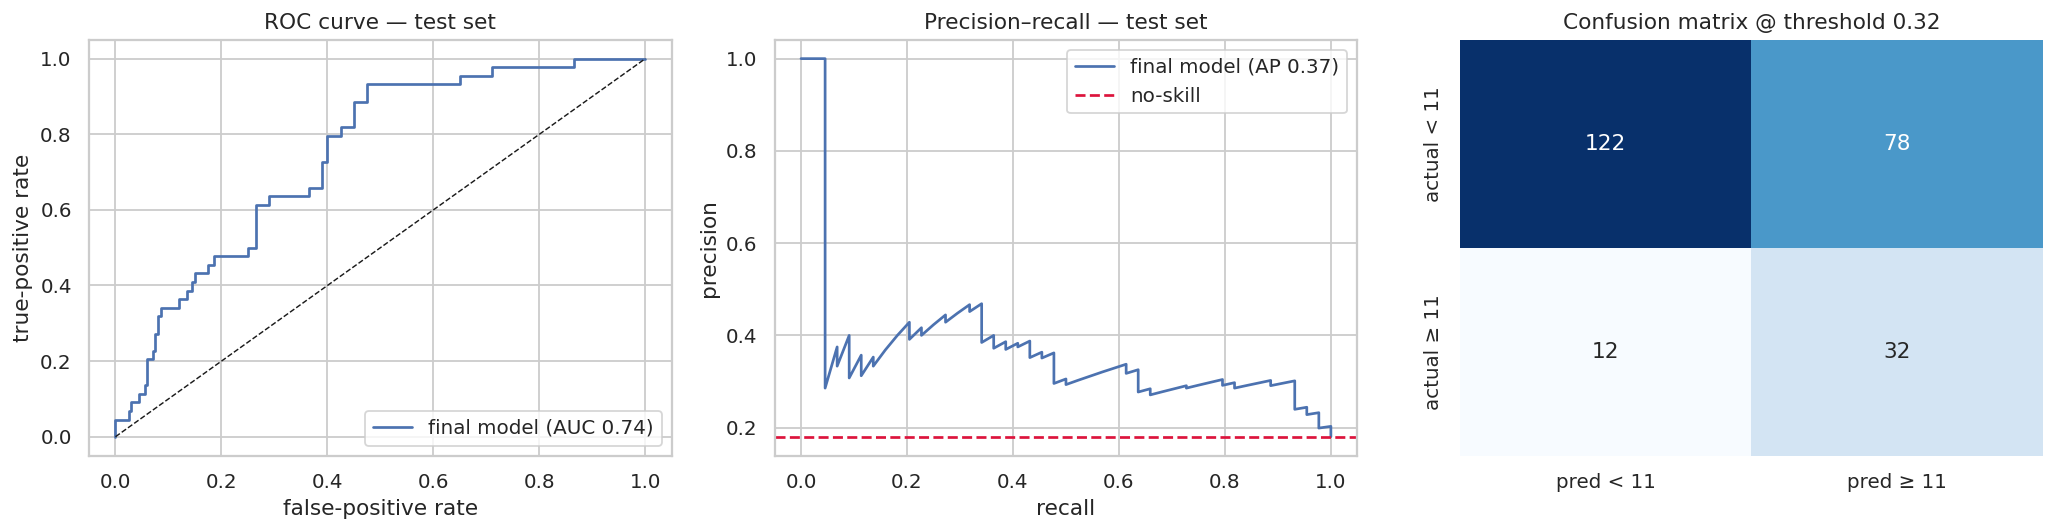 ROC curve — test set
1.0
0.8
0.6
0.4
0.2
0.0
true-positive rate
final model (AUC 0.74)
0.0 0.2 0.4 0.6 0.8 1.0
false-positive rate
Precision–recall — test set
1.0
0.8
0.6
0.4
0.2
precision
final model (AP 0.37)
no-skill
0.0 0.2 0.4 0.6 0.8 1.0
recall
Confusion matrix @ threshold 0.32
actual < 11
122 78
actual ≥ 11
12 32
pred < 11 pred ≥ 11